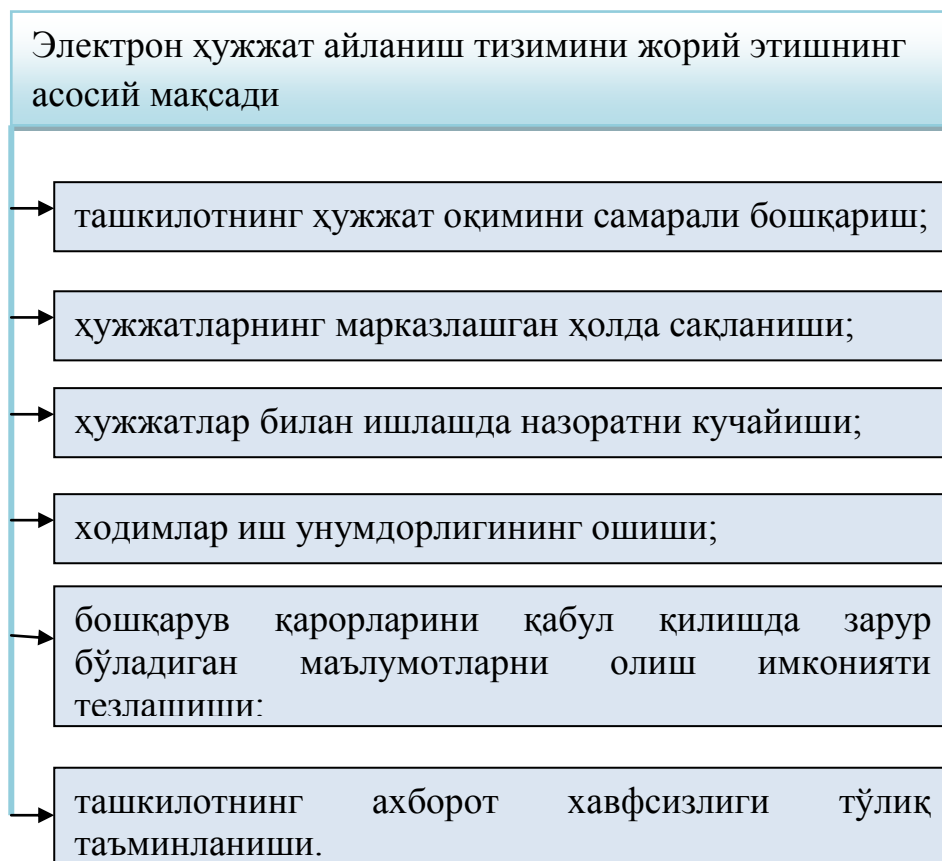 Электрон ҳужжат айланиш тизимини жорий этишнинг
асосий мақсади
ташкилотнинг ҳужжат оқимини самарали бошқариш;
ҳужжатларнинг марказлашган ҳолда сақланиши;
ҳужжатлар билан ишлашда назоратни кучайиши;
ходимлар иш унумдорлигининг ошиши;
бошқарув қарорларини қабул қилишда зарур
бўладиган маълумотларни олиш имконияти
тезлашиши;
ташкилотнинг ахборот хавфсизлиги тўлиқ
таъминланиши.